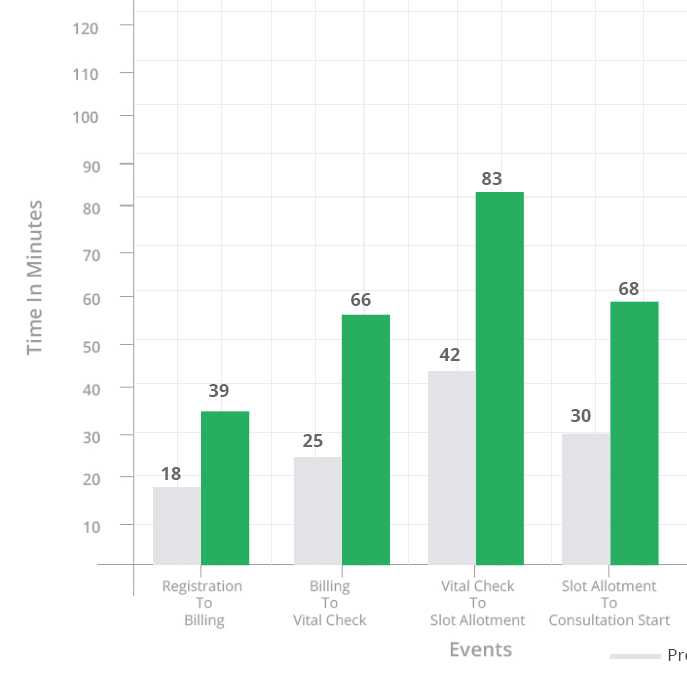 120
110
100
90
80
70
60
50
40
30
20
10
Time In Minutes
18
39
25
66
42
83
30
68
Registration
To
Billing
Billing
To
Vital Check
Vital Check
To
Slot Allotment
Slot Allotment
To
Consultation Start
Events